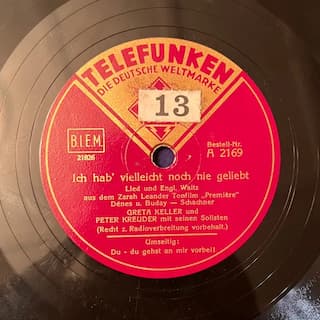 TELEFUNKEN
DIE DEUTSCHE WELTMARKE
13
B.I.E.M.
21826
Bestell-Nr.
A 2169
Ich hab' vielleicht noch nie geliebt
Lied und Engl. Waltz
aus dem Zarah Leander Tonfilm „Première"
Dénes u. Buday — Schachner
GRETA KELLER und
PETER KREUDER mit seinen Solisten
(Recht z. Radioverbreitung vorbehalt.)
Umseitig:
Du - du gehst an mir vorbei!